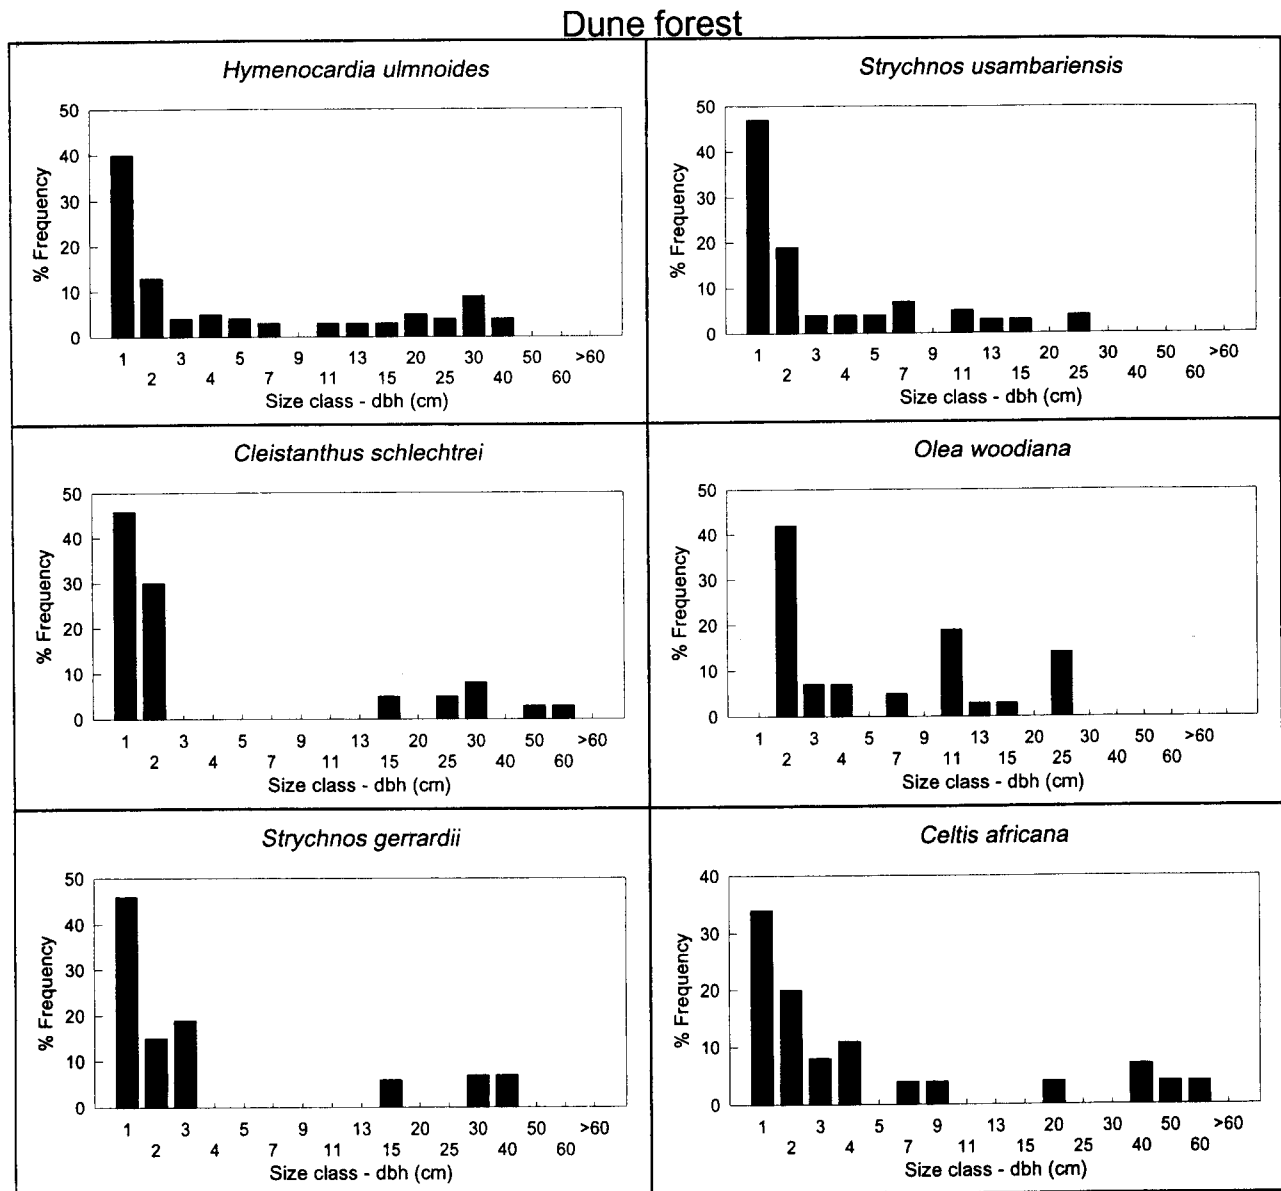 Dune forest
Hymenocardia ulmnoides
50
40
30
20
10
0
% Frequency
1 3 5 9 13 20 30 50 >60
2 4 7 11 15 25 40 60
Size class - dbh (cm)
Strychnos usambariensis
50
40
30
20
10
0
% Frequency
1 3 5 9 13 20 30 50 >60
2 4 7 11 15 25 40 60
Size class - dbh (cm)
Cleistanthus schlechtrei
50
40
30
20
10
0
% Frequency
1 3 5 9 13 20 30 50 >60
2 4 7 11 15 25 40 60
Size class - dbh (cm)
Olea woodiana
50
40
30
20
10
0
% Frequency
1 3 5 9 13 20 30 50 >60
2 4 7 11 15 25 40 60
Size class - dbh (cm)
Strychnos gerrardii
50
40
30
20
10
0
% Frequency
1 3 5 9 13 20 30 50 >60
2 4 7 11 15 25 40 60
Size class - dbh (cm)
Celtis africana
40
30
20
10
0
% Frequency
1 3 5 9 13 20 30 50 >60
2 4 7 11 15 25 40 60
Size class - dbh (cm)